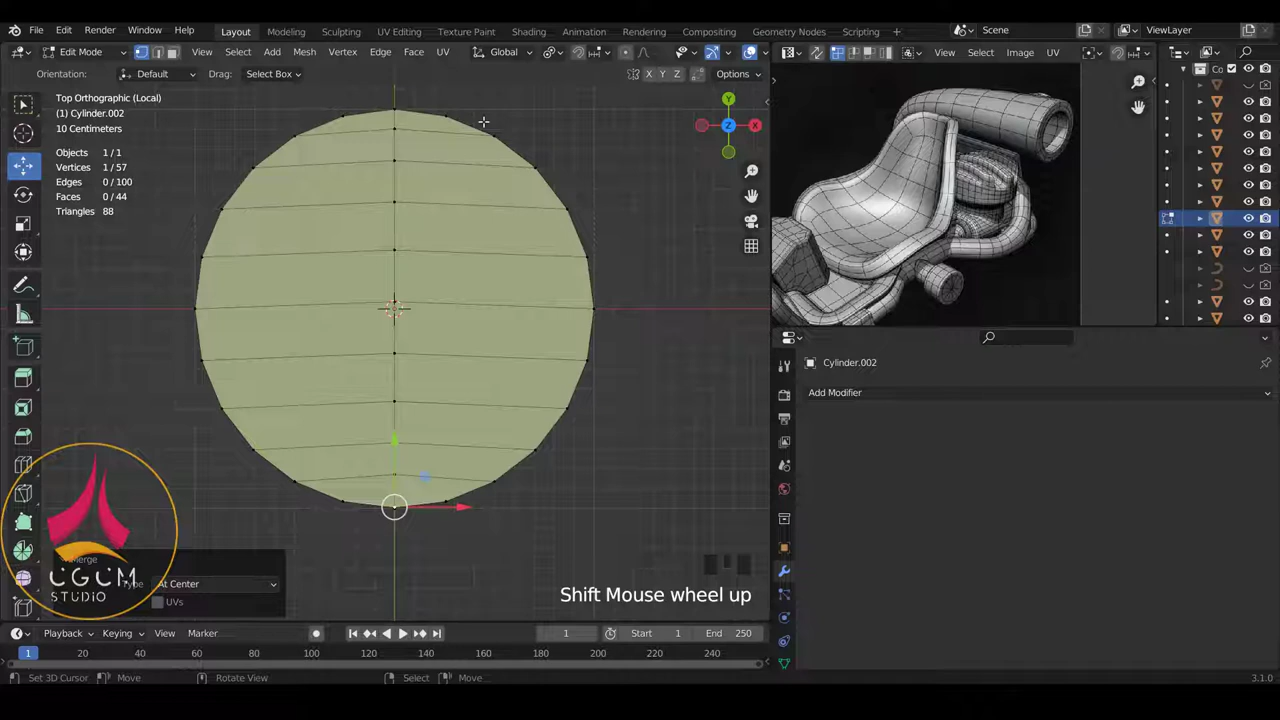 File Edit Render Window Help Layout Modeling Sculpting UV Editing Texture Paint Shading Animation Rendering Compositing Geometry Nodes Scripting Scene ViewLayer
Edit Mode View Select Add Mesh Vertex Edge Face UV Global View Select Image UV
Orientation: Default Drag: Select Box X Y Z Options
Top Orthographic (Local)
(1) Cylinder.002
10 Centimeters
Objects 1/1
Vertices 1/57
Edges 0/100
Faces 0/44
Triangles 88
Y
Z X
Co
Cylinder.002
Add Modifier
Merge
Type At Center
UVs
UGUM
STUDIO
Shift Mouse wheel up
Playback Keying View Marker 1 Start 1 End 250
1 20 40 60 80 100 120 140 160 180 200 220 240
Set 3D Cursor Move Rotate View Select Move... 3.1.0